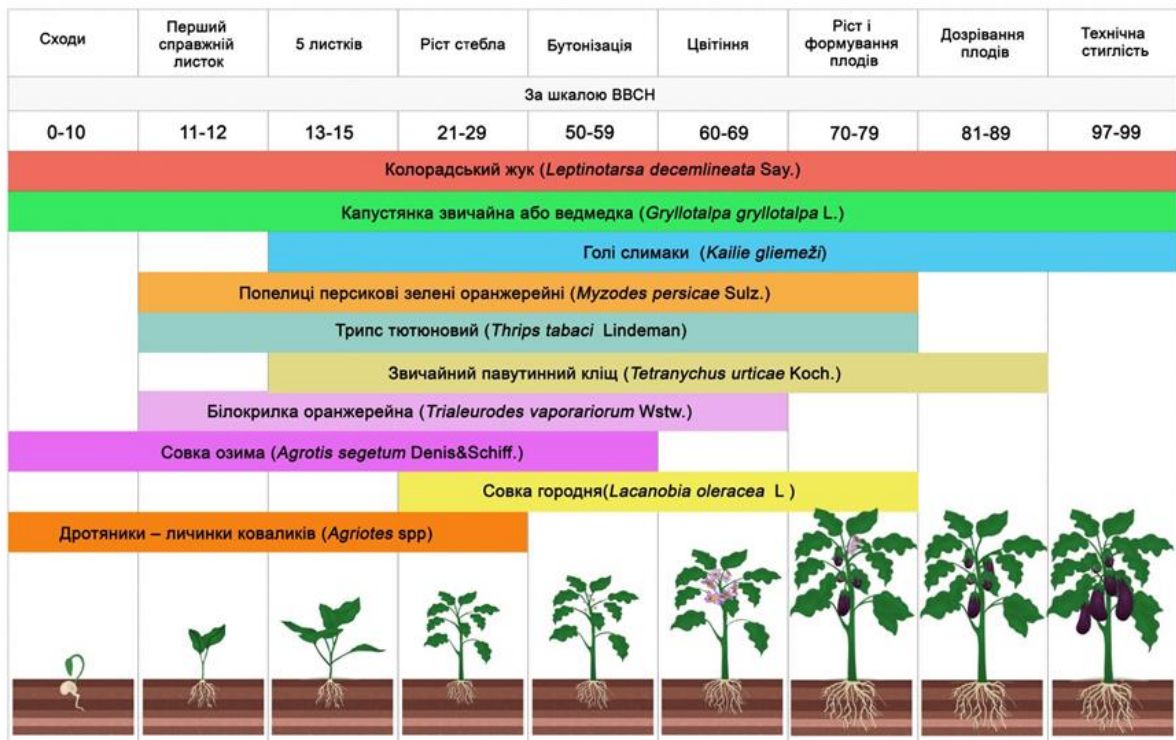 Сходи
Перший
справжній
листок
5 листків
Ріст стебла
Бутонізація
Цвітіння
Ріст і
формування
плодів
Дозрівання
плодів
Технічна
стиглість
За шкалою BBCH
0-10
11-12
13-15
21-29
50-59
60-69
70-79
81-89
97-99
Колорадський жук (Leptinotarsa decemlineata Say.)
Капустянка звичайна або ведмедка (Gryllotalpa gryllotalpa L.)
Голі слимаки (Kailie gliemeži)
Попелиці персикові зелені оранжерейні (Myzodes persicae Sulz.)
Трипс тютюновий (Thrips tabaci Lindeman)
Звичайний павутинний кліщ (Tetranychus urticae Koch.)
Білокрилка оранжерейна (Trialeurodes vaporariorum Wstw.)
Совка озима (Agrotis segetum Denis&Schiff.)
Совка городня(Lacanobia oleracea L )
Дротяники – личинки коваликів (Agriotes spp)